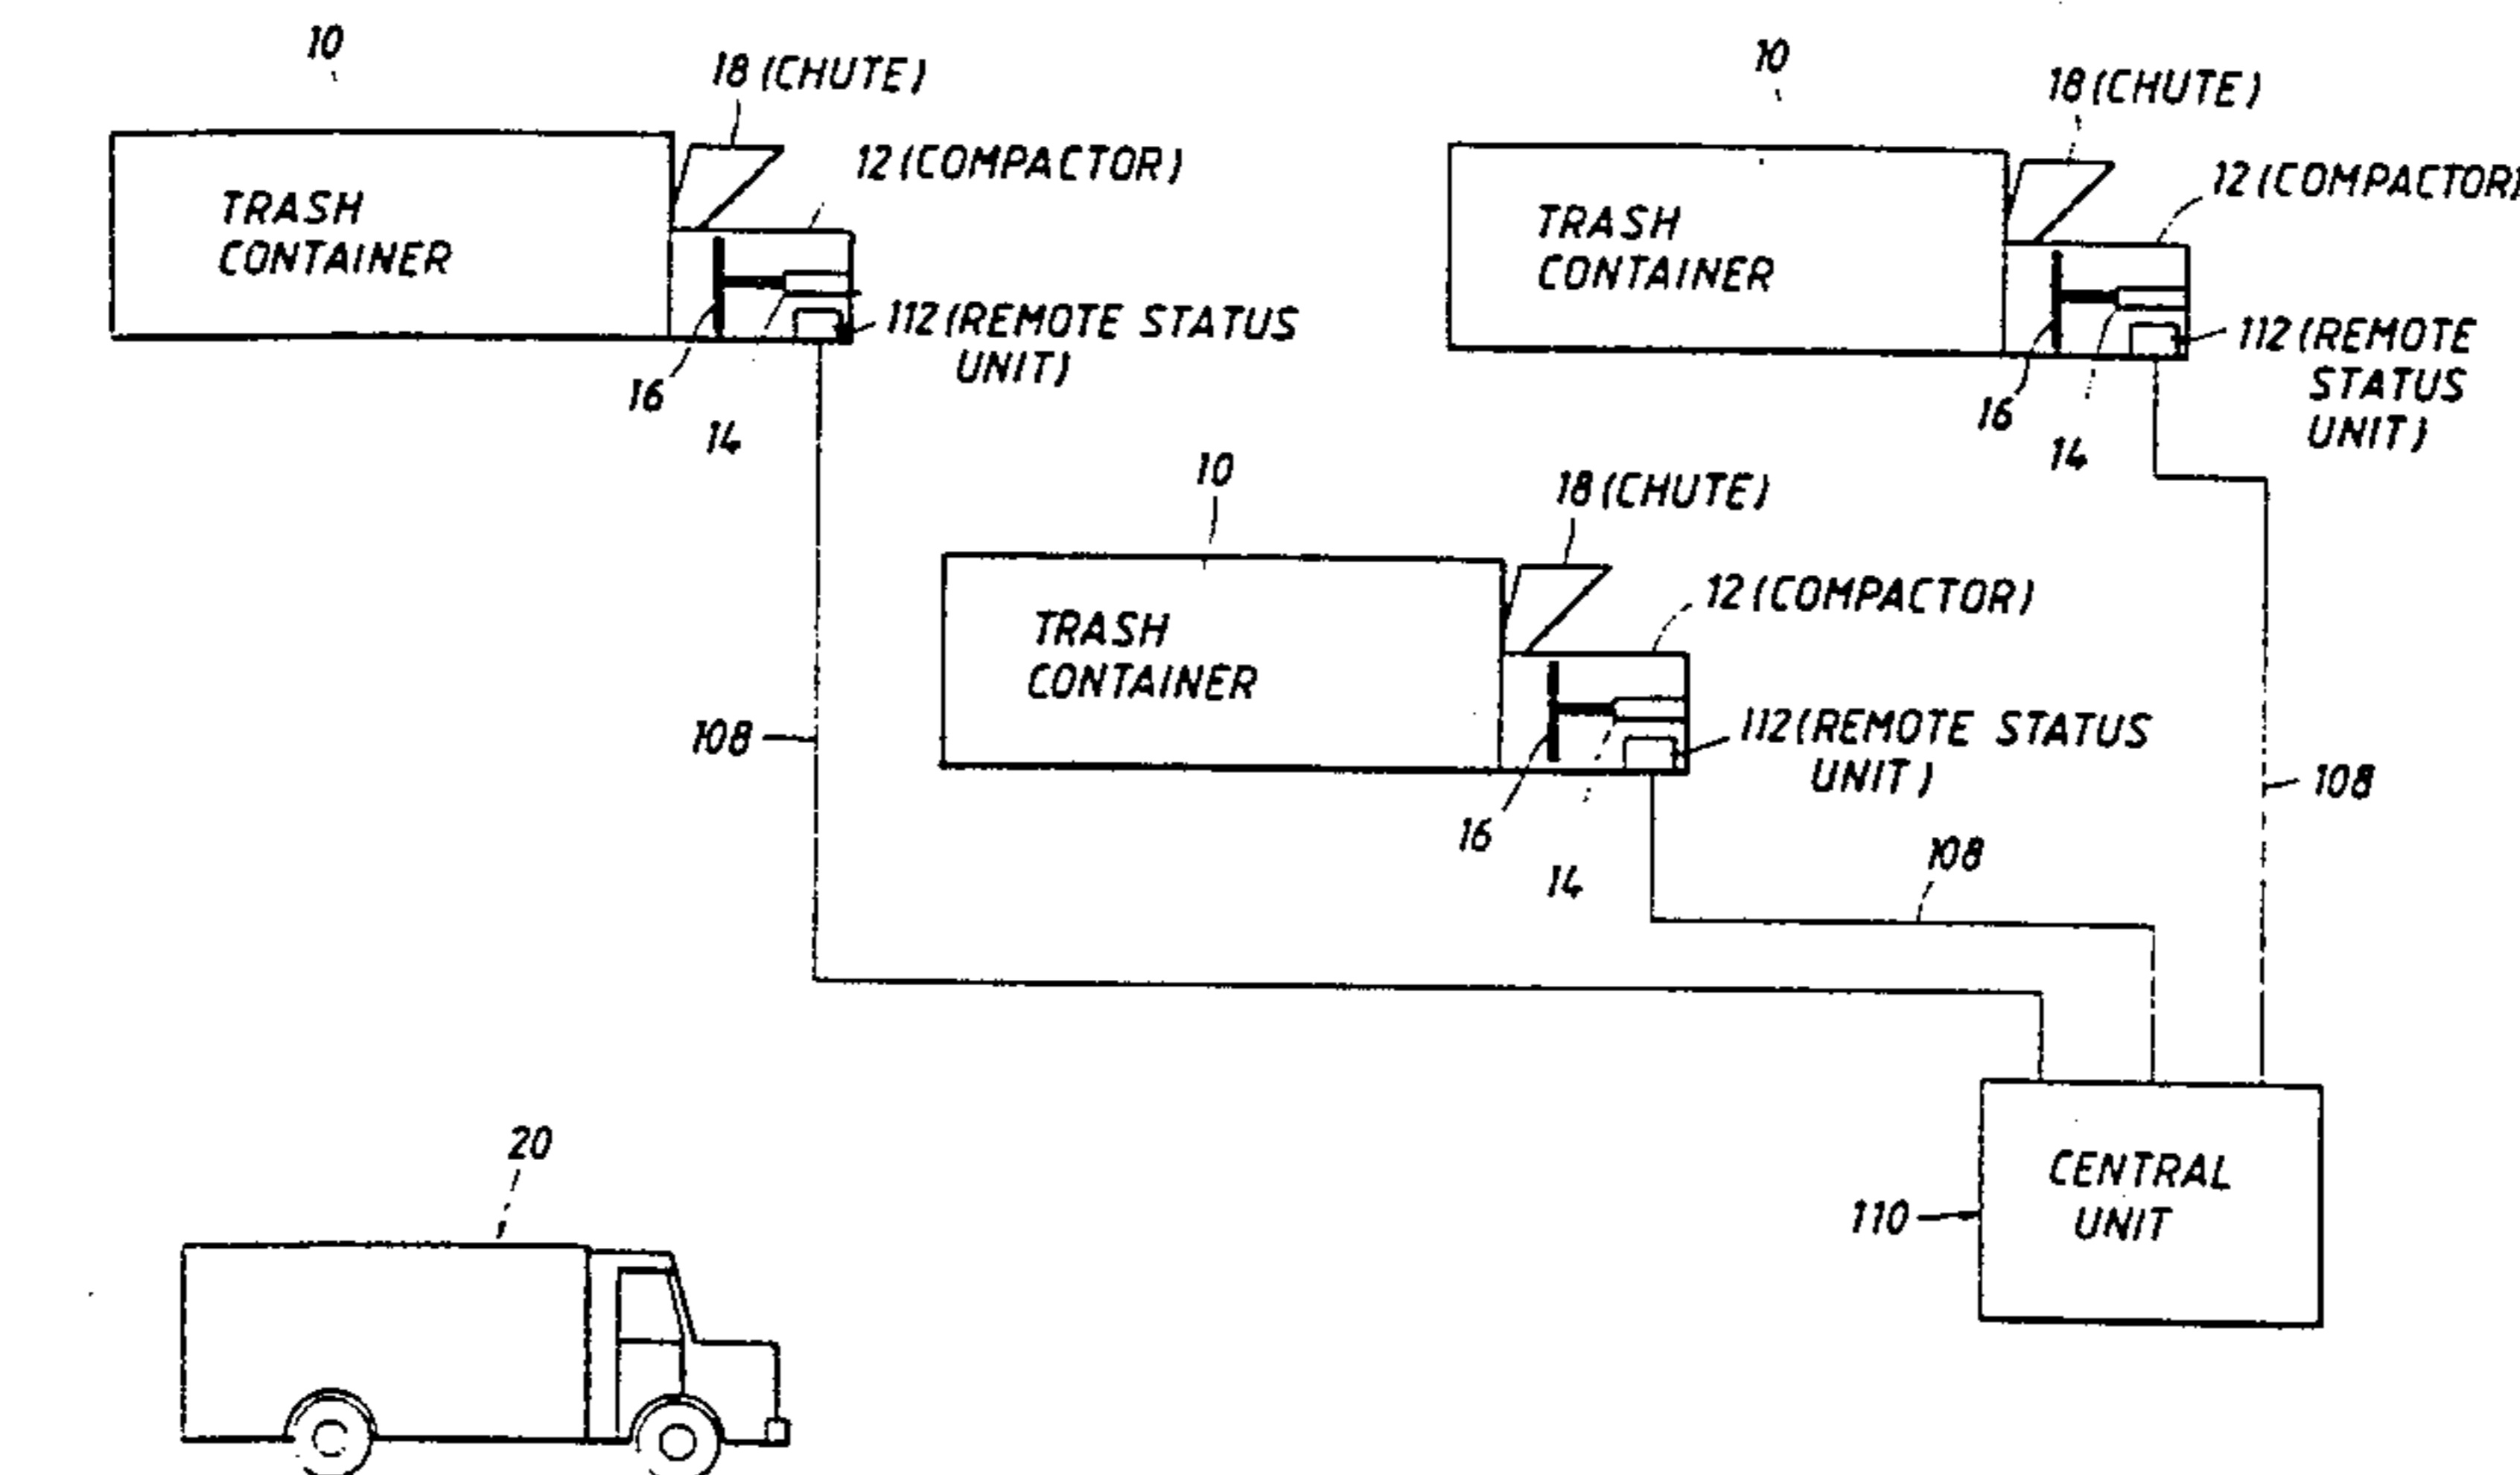 10
18 (CHUTE)
12 (COMPACTOR)
TRASH
CONTAINER
112 (REMOTE STATUS
UNIT)
16
14
10
18 (CHUTE)
12 (COMPACTOR)
TRASH
CONTAINER
112 (REMOTE
STATUS
UNIT)
16
14
10
18 (CHUTE)
12 (COMPACTOR)
TRASH
CONTAINER
112 (REMOTE STATUS
UNIT)
16
14
108
108
108
20
CENTRAL
UNIT
110